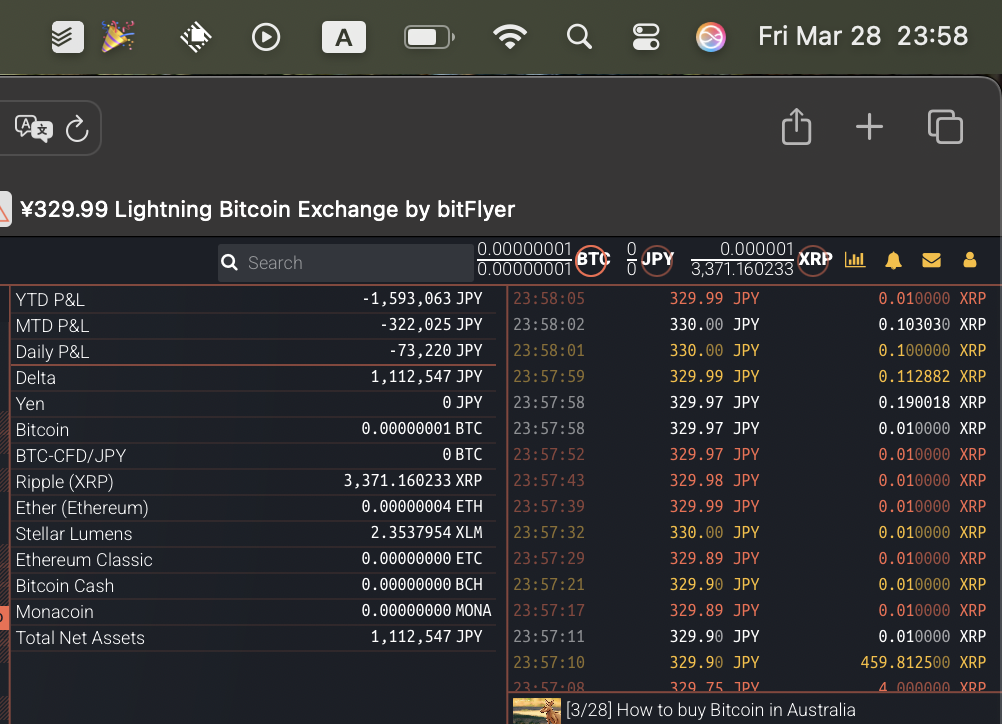 A
Fri Mar 28 23:58
¥329.99 Lightning Bitcoin Exchange by bitFlyer
Search
0.00000001
0.00000001
BTC
0
0
JPY
0.000001
3,371.160233
XRP
YTD P&L -1,593,063 JPY
MTD P&L -322,025 JPY
Daily P&L -73,220 JPY
Delta 1,112,547 JPY
Yen 0 JPY
Bitcoin 0.00000001 BTC
BTC-CFD/JPY 0 BTC
Ripple (XRP) 3,371.160233 XRP
Ether (Ethereum) 0.00000004 ETH
Stellar Lumens 2.3537954 XLM
Ethereum Classic 0.00000000 ETC
Bitcoin Cash 0.00000000 BCH
Monacoin 0.00000000 MONA
Total Net Assets 1,112,547 JPY
23:58:05 329.99 JPY 0.010000 XRP
23:58:02 330.00 JPY 0.103030 XRP
23:58:01 330.00 JPY 0.100000 XRP
23:57:59 329.99 JPY 0.112882 XRP
23:57:58 329.97 JPY 0.190018 XRP
23:57:58 329.97 JPY 0.010000 XRP
23:57:52 329.97 JPY 0.010000 XRP
23:57:43 329.98 JPY 0.010000 XRP
23:57:39 329.99 JPY 0.010000 XRP
23:57:32 330.00 JPY 0.010000 XRP
23:57:29 329.89 JPY 0.010000 XRP
23:57:21 329.90 JPY 0.010000 XRP
23:57:17 329.89 JPY 0.010000 XRP
23:57:11 329.90 JPY 0.010000 XRP
23:57:10 329.90 JPY 459.812500 XRP
23:57:08 329.75 JPY 4.000000 XRP
[3/28] How to buy Bitcoin in Australia